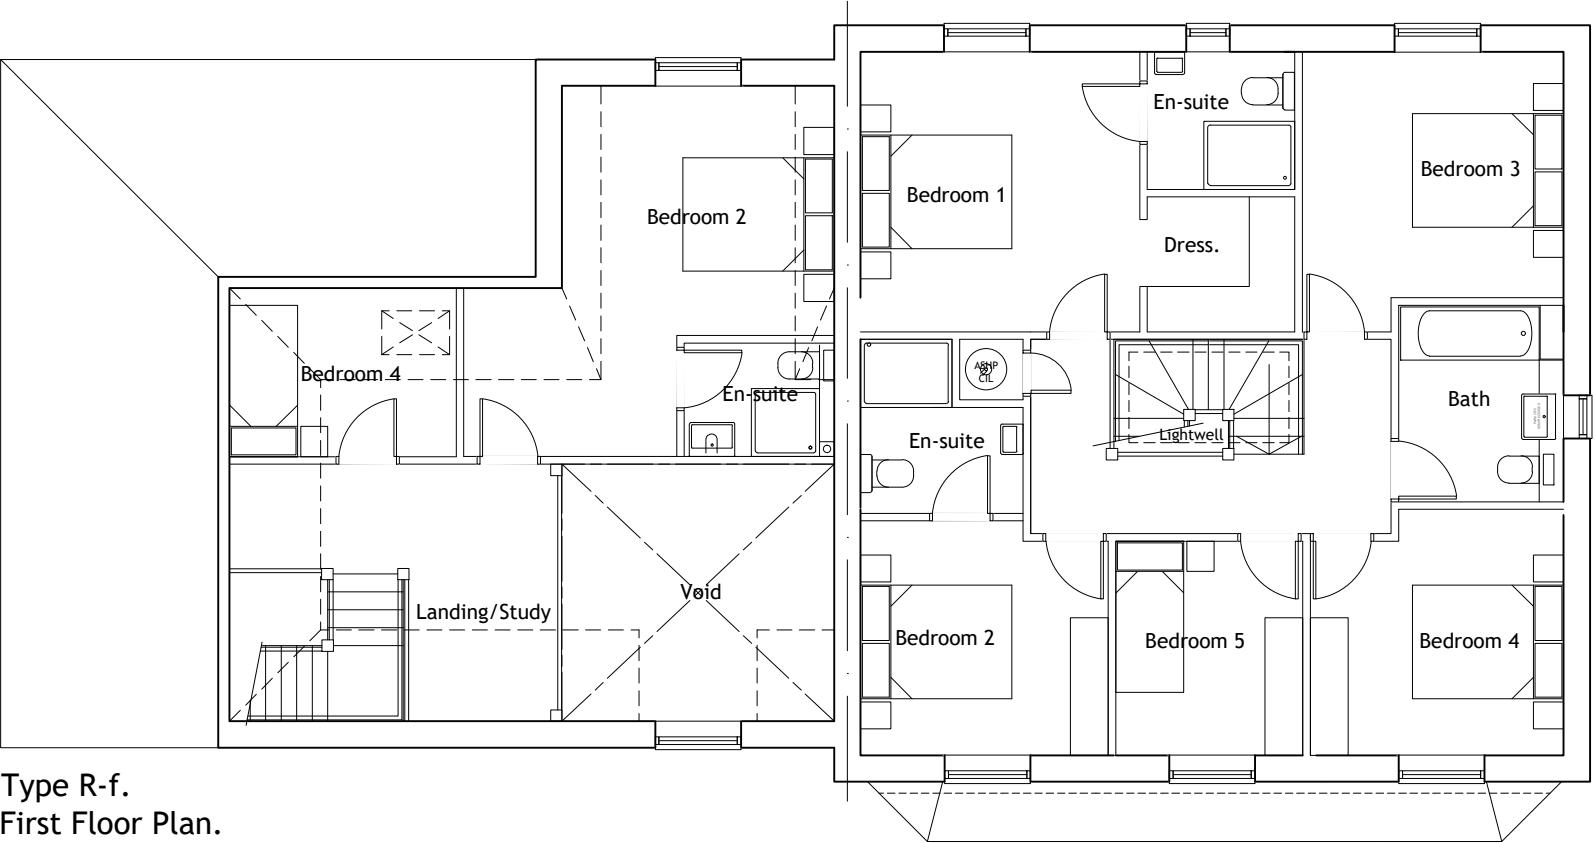 En-suite
Bedroom 3
Bedroom 1
Bedroom 2
Dress.
Bedroom 4
En-suite
ASHP
CYL
Bath
En-suite
Lightwell
Void
Landing/Study
Bedroom 2
Bedroom 5
Bedroom 4
Type R-f.
First Floor Plan.